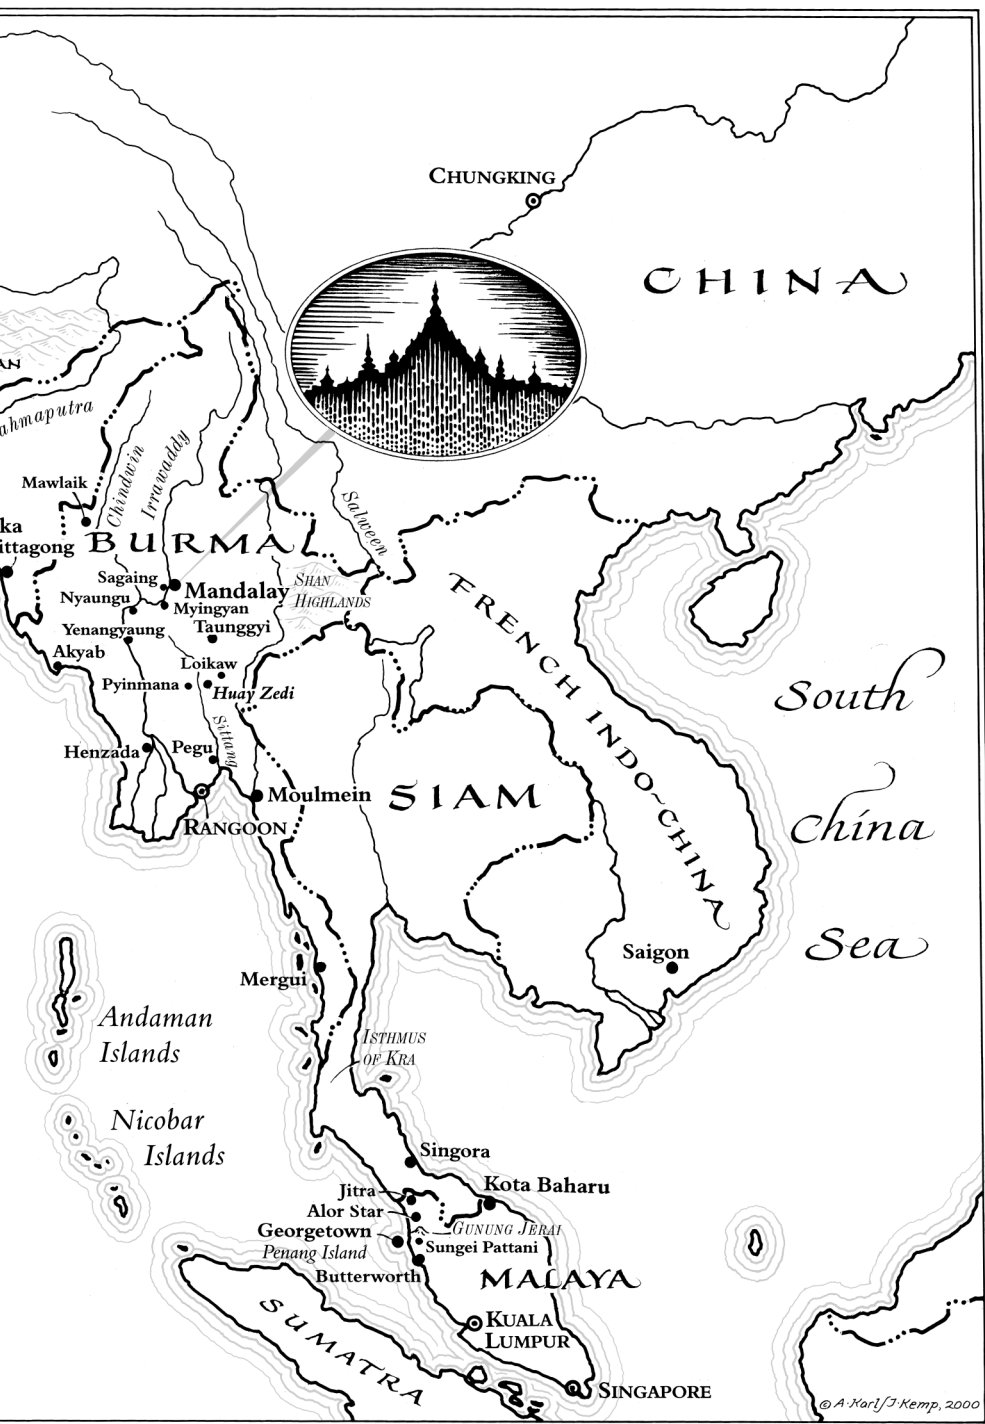 CHUNGKING
CHINA
AN
ahmaputra
Chindwin
Irrawaddy
Mawlaik
Salween
ka
ittagong
BURMA
Sagaing
Mandalay
SHAN
HIGHLANDS
Nyaungu
Myingyan
Yenangyaung
Taunggyi
Akyab
Loikaw
Pyinmana
Huay Zedi
Sittang
Henzada
Pegu
Moulmein
RANGOON
SIAM
FRENCH INDO-CHINA
South
China
Sea
Saigon
Mergui
Andaman
Islands
ISTHMUS
OF KRA
Nicobar
Islands
Singora
Jitra
Kota Baharu
Alor Star
Georgetown
GUNUNG JERAI
Penang Island
Sungei Pattani
Butterworth
MALAYA
SUMATRA
KUALA
LUMPUR
SINGAPORE
© A·Karl/J·Kemp, 2000